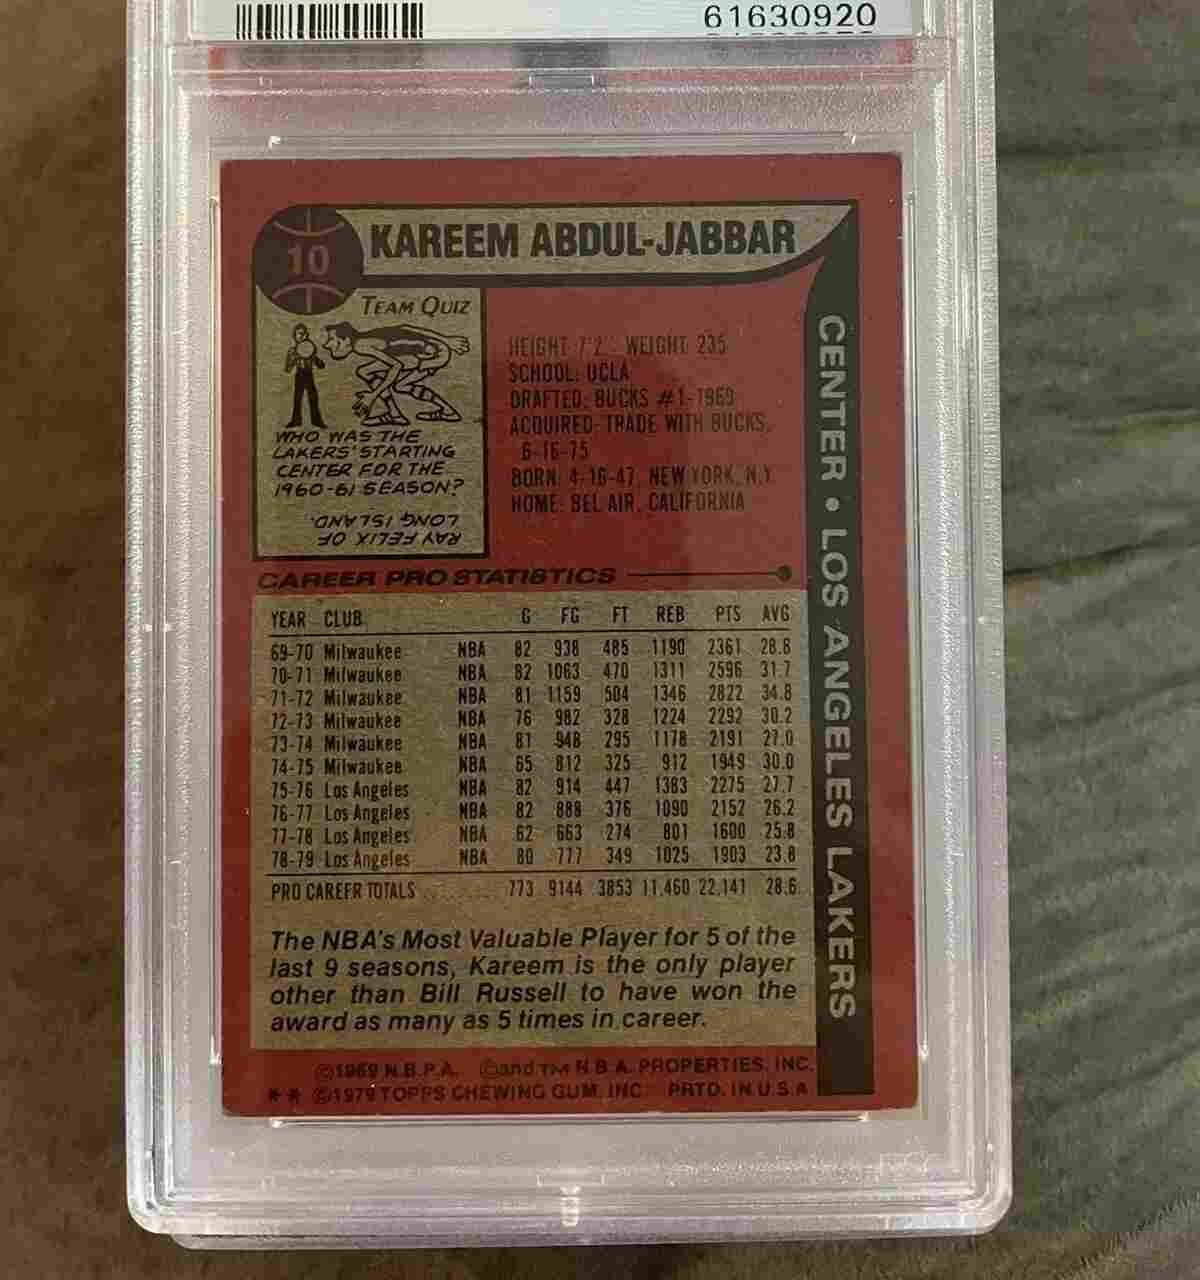 61630920
10
KAREEM ABDUL-JABBAR
TEAM QUIZ
WHO WAS THE
LAKERS' STARTING
CENTER FOR THE
1960-61 SEASON?
RAY FELIX OF
LONG ISLAND.
HEIGHT 7'2" WEIGHT 235
SCHOOL: UCLA
DRAFTED: BUCKS #1-1969
ACQUIRED: TRADE WITH BUCKS,
6-16-75
BORN: 4-16-47, NEW YORK, N.Y.
HOME: BEL AIR, CALIFORNIA
CENTER • LOS ANGELES LAKERS
CAREER PRO STATISTICS
YEAR CLUB G FG FT REB PTS AVG
69-70 Milwaukee NBA 82 938 485 1190 2361 28.8
70-71 Milwaukee NBA 82 1063 470 1311 2596 31.7
71-72 Milwaukee NBA 81 1159 504 1346 2822 34.8
72-73 Milwaukee NBA 76 982 328 1224 2292 30.2
73-74 Milwaukee NBA 81 948 295 1178 2191 27.0
74-75 Milwaukee NBA 65 812 325 912 1949 30.0
75-76 Los Angeles NBA 82 914 447 1383 2275 27.7
76-77 Los Angeles NBA 82 888 376 1090 2152 26.2
77-78 Los Angeles NBA 62 663 274 801 1600 25.8
78-79 Los Angeles NBA 80 777 349 1025 1903 23.8
PRO CAREER TOTALS 773 9144 3853 11,460 22,141 28.6
The NBA's Most Valuable Player for 5 of the
last 9 seasons, Kareem is the only player
other than Bill Russell to have won the
award as many as 5 times in career.
©1969 N.B.P.A. ©and TM N.B.A. PROPERTIES, INC.
** ©1979 TOPPS CHEWING GUM, INC. PRTD. IN U.S.A.